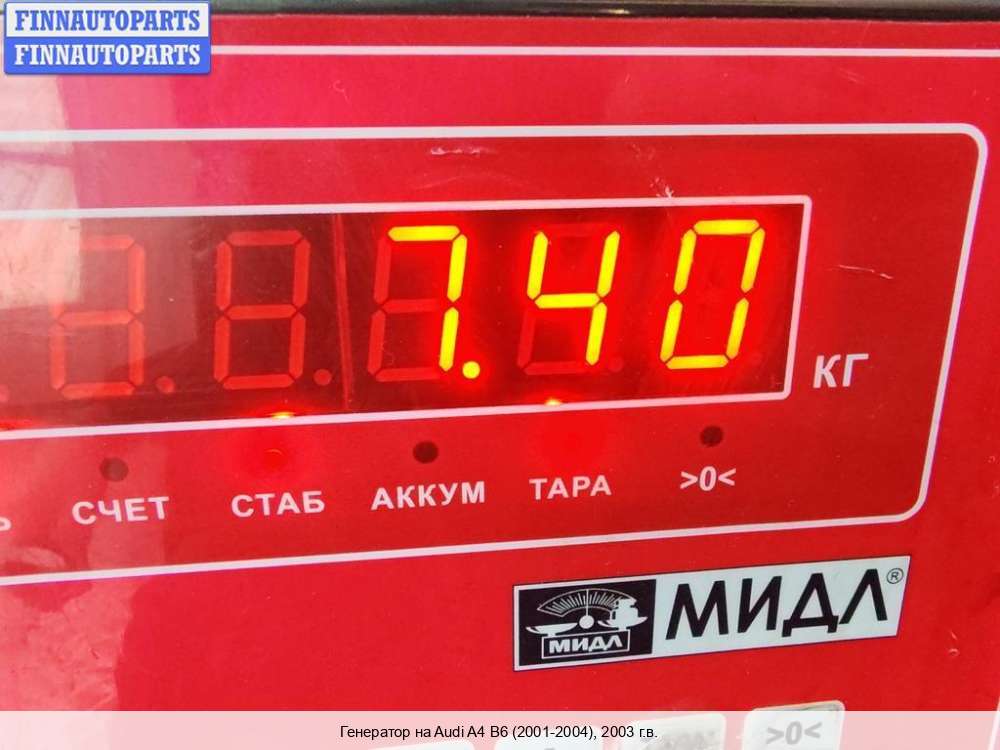 FINNAUTOPARTS
FINNAUTOPARTS
7.40
КГ
СЧЕТ СТАБ АККУМ ТАРА >0<
МИДЛ МИДЛ®
>0<
Генератор на Audi A4 B6 (2001-2004), 2003 г.в.